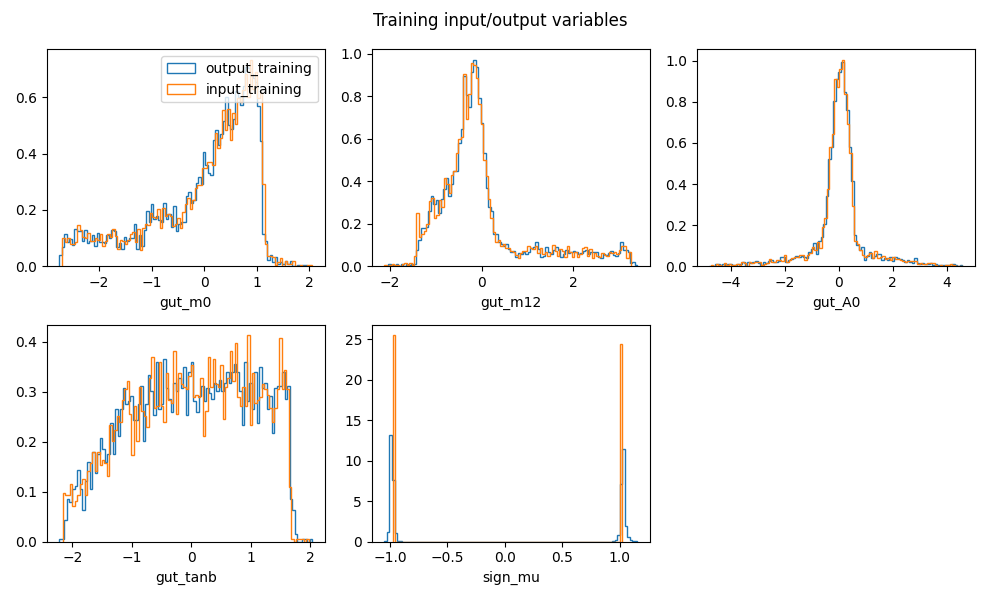 Training input/output variables
output_training
input_training
0.6
0.4
0.2
0.0
−2 −1 0 1 2
gut_m0
1.0
0.8
0.6
0.4
0.2
0.0
−2 0 2
gut_m12
1.0
0.8
0.6
0.4
0.2
0.0
−4 −2 0 2 4
gut_A0
0.4
0.3
0.2
0.1
0.0
−2 −1 0 1 2
gut_tanb
25
20
15
10
5
0
−1.0 −0.5 0.0 0.5 1.0
sign_mu